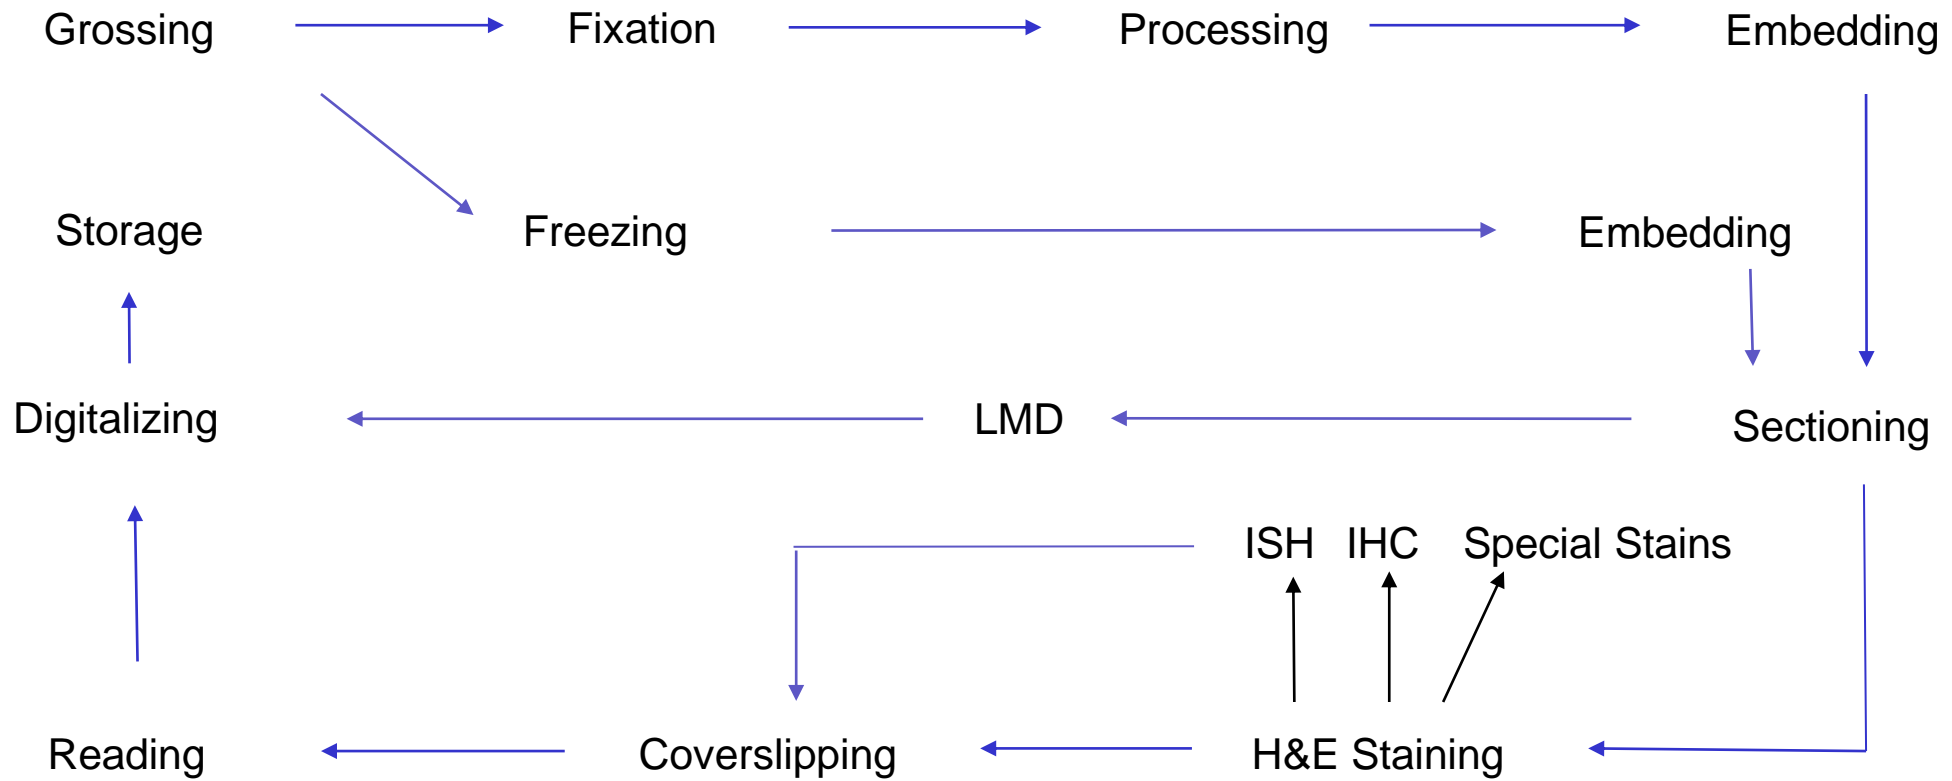 Grossing Fixation Processing Embedding
Storage Freezing Embedding
Digitalizing LMD Sectioning
ISH IHC Special Stains
Reading Coverslipping H&E Staining